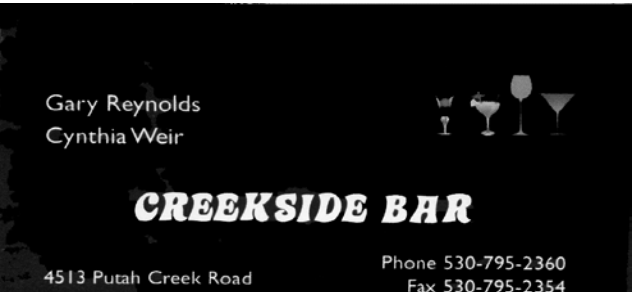 Gary Reynolds
Cynthia Weir
CREEKSIDE BAR
4513 Putah Creek Road
Phone 530-795-2360
Fax 530-795-2354